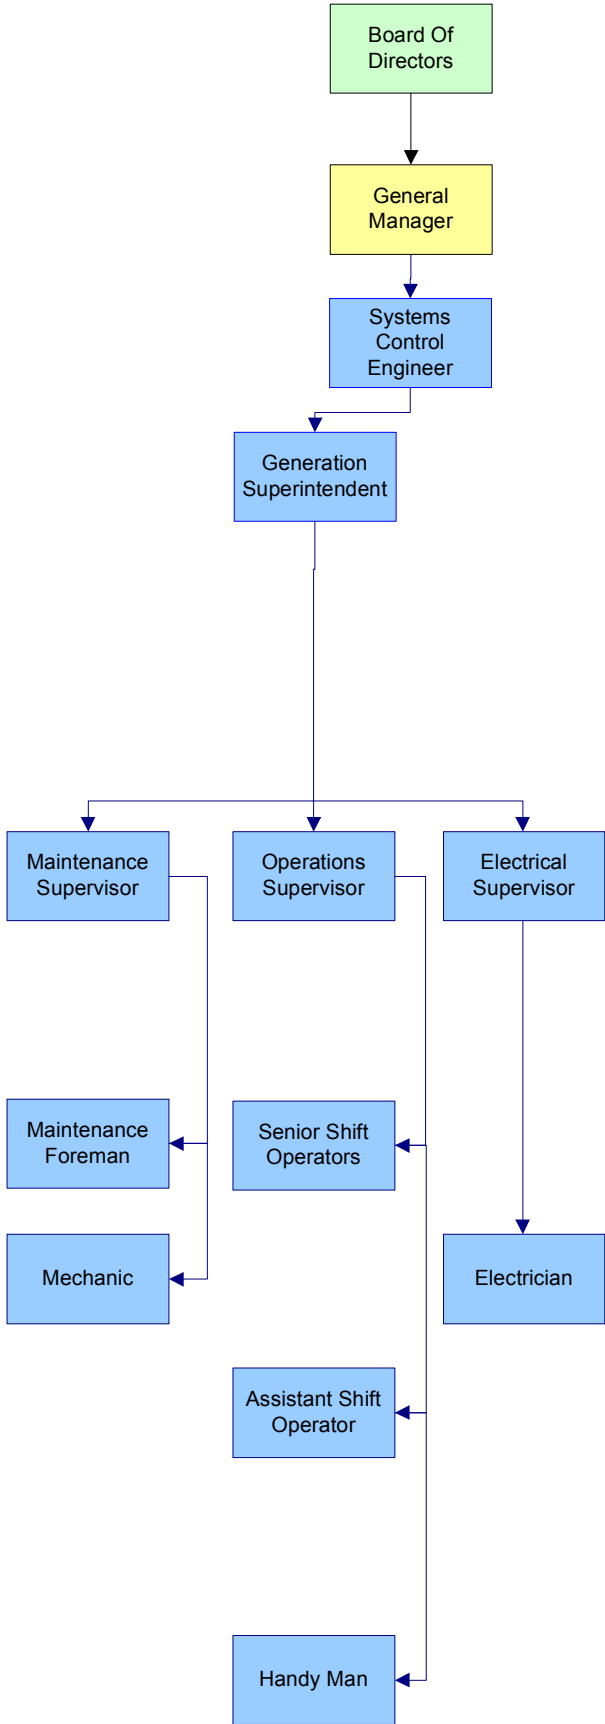 Board Of
Directors
General
Manager
Systems
Control
Engineer
Generation
Superintendent
Maintenance
Supervisor
Operations
Supervisor
Electrical
Supervisor
Maintenance
Foreman
Senior Shift
Operators
Mechanic
Electrician
Assistant Shift
Operator
Handy Man